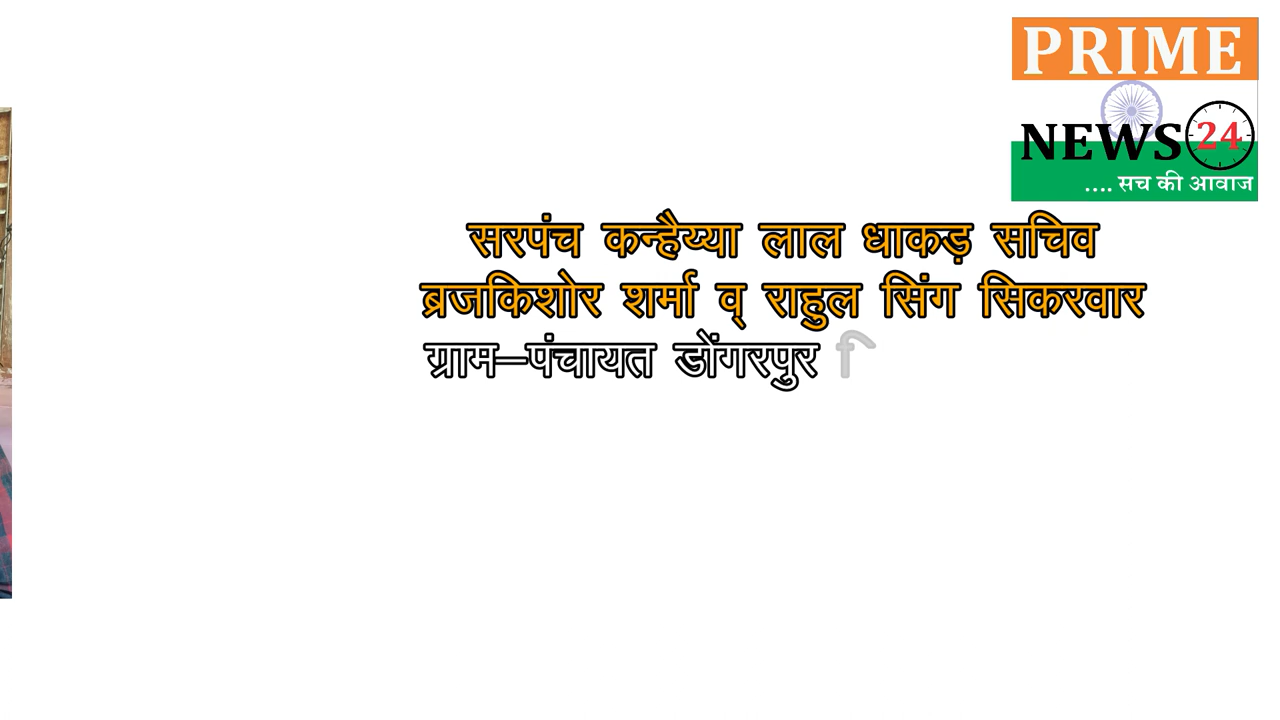 PRIME
NEWS 24
.... सच की आवाज
सरपंच कन्हैय्या लाल धाकड़ सचिव
ब्रजकिशोर शर्मा व् राहुल सिंग सिकरवार
ग्राम–पंचायत डोंगरपुर